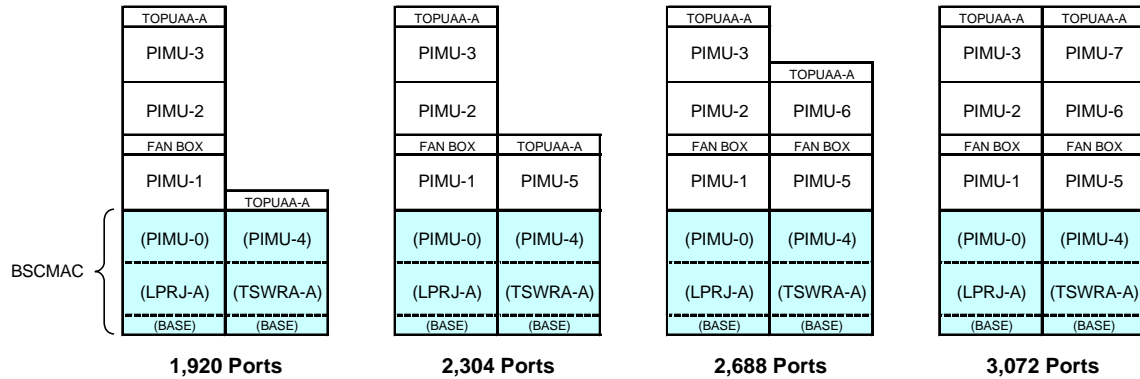 TOPUAA-A TOPUAA-A TOPUAA-A TOPUAA-A TOPUAA-A
PIMU-3 PIMU-3 PIMU-3 PIMU-3 PIMU-7
TOPUAA-A
PIMU-2 PIMU-2 PIMU-2 PIMU-6 PIMU-2 PIMU-6
FAN BOX FAN BOX TOPUAA-A FAN BOX FAN BOX FAN BOX FAN BOX
PIMU-1 PIMU-1 PIMU-5 PIMU-1 PIMU-5 PIMU-1 PIMU-5
TOPUAA-A
(PIMU-0) (PIMU-4) (PIMU-0) (PIMU-4) (PIMU-0) (PIMU-4) (PIMU-0) (PIMU-4)
BSCMAC
(LPRJ-A) (TSWRA-A) (LPRJ-A) (TSWRA-A) (LPRJ-A) (TSWRA-A) (LPRJ-A) (TSWRA-A)
(BASE) (BASE) (BASE) (BASE) (BASE) (BASE) (BASE) (BASE)
1,920 Ports 2,304 Ports 2,688 Ports 3,072 Ports